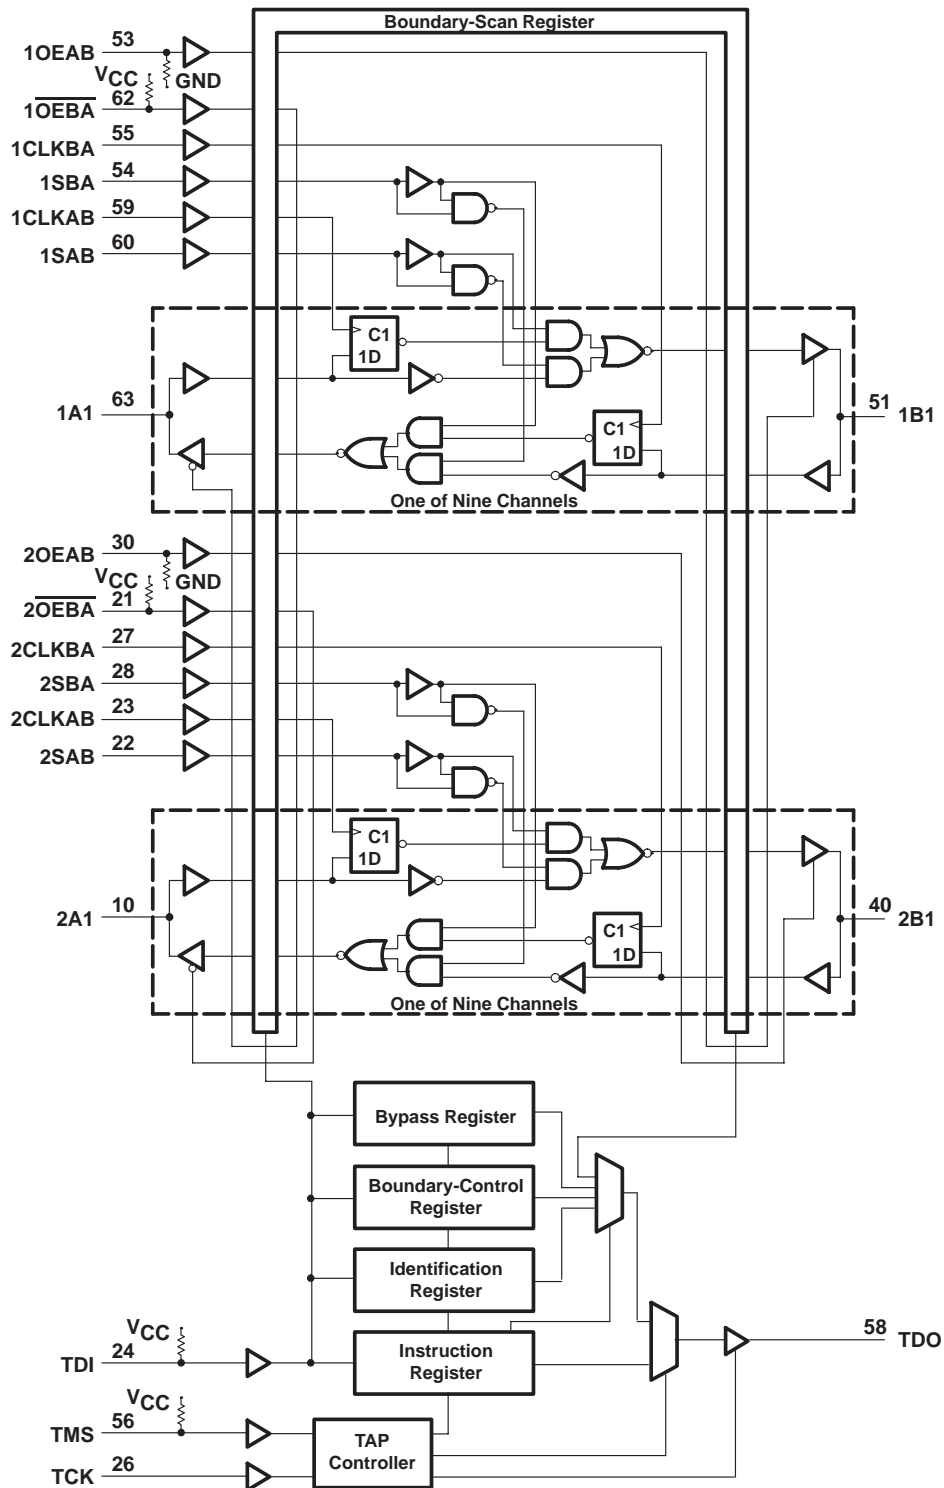 Boundary-Scan Register
1OEAB 53
VCC GND
1OEBA 62
1CLKBA 55
1SBA 54
1CLKAB 59
1SAB 60
C1
1D
1A1 63
51 1B1
C1
1D
One of Nine Channels
2OEAB 30
VCC GND
2OEBA 21
2CLKBA 27
2SBA 28
2CLKAB 23
2SAB 22
C1
1D
2A1 10
40 2B1
C1
1D
One of Nine Channels
Bypass Register
Boundary-Control
Register
Identification
Register
VCC
TDI 24
Instruction
Register
58 TDO
VCC
TMS 56
TAP
Controller
TCK 26